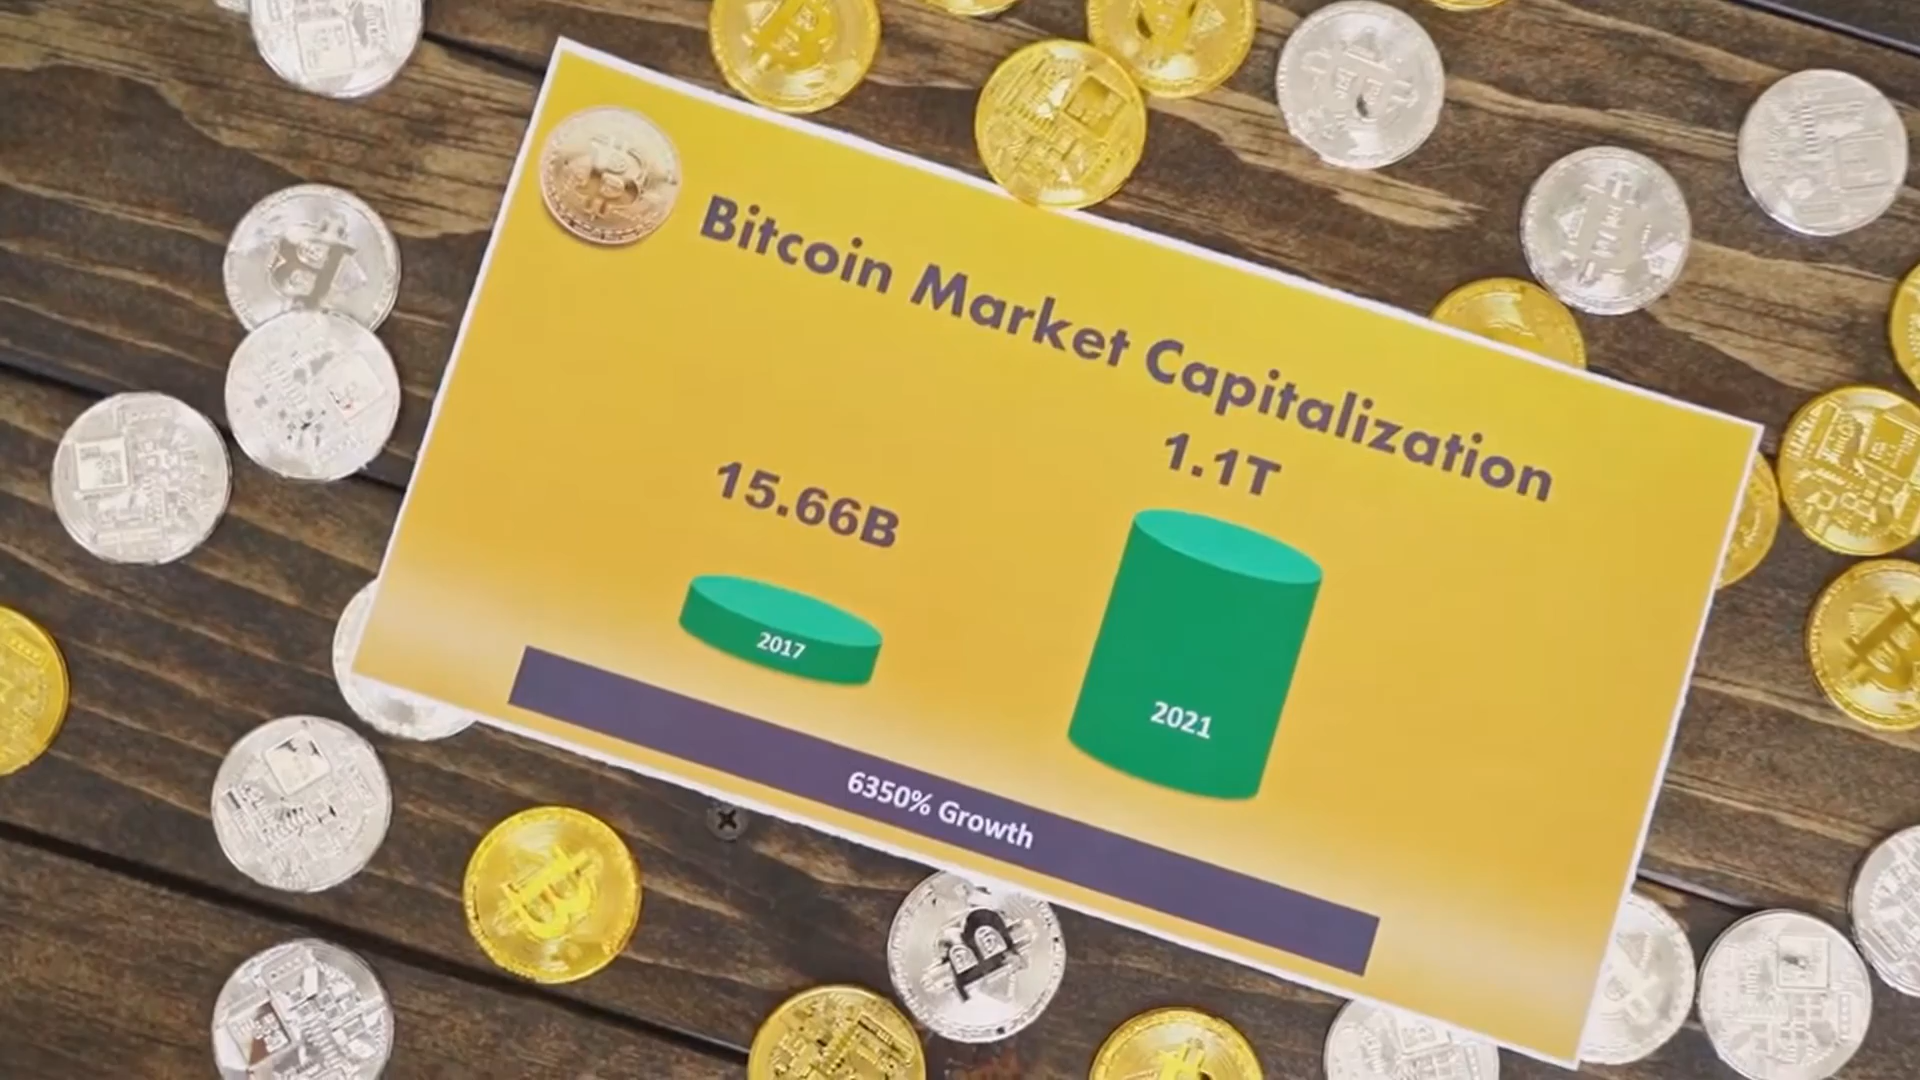 Bitcoin Market Capitalization
15.66B
1.1T
2017
2021
6350% Growth